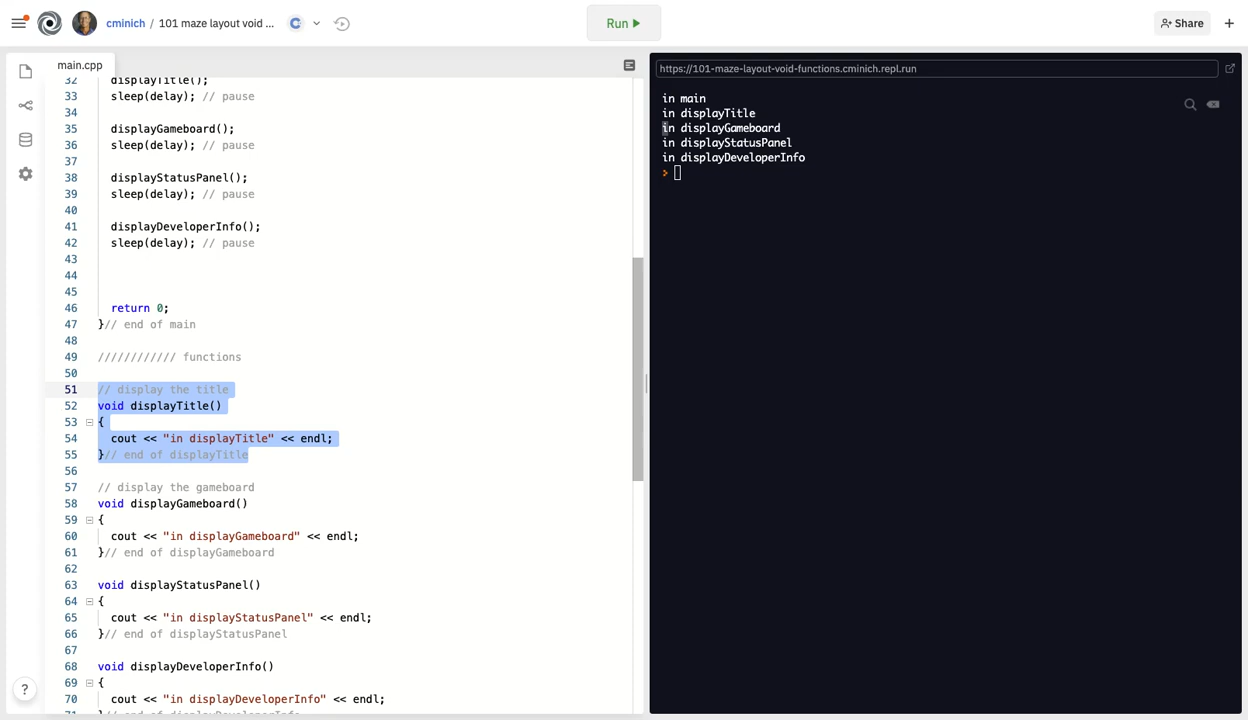 cminich / 101 maze layout void ...
Run
Share
main.cpp
32 displayTitle();
33 sleep(delay); // pause
34
35 displayGameboard();
36 sleep(delay); // pause
37
38 displayStatusPanel();
39 sleep(delay); // pause
40
41 displayDeveloperInfo();
42 sleep(delay); // pause
43
44
45
46 return 0;
47 }// end of main
48
49 //////////// functions
50
51 // display the title
52 void displayTitle()
53 {
54 cout << "in displayTitle" << endl;
55 }// end of displayTitle
56
57 // display the gameboard
58 void displayGameboard()
59 {
60 cout << "in displayGameboard" << endl;
61 }// end of displayGameboard
62
63 void displayStatusPanel()
64 {
65 cout << "in displayStatusPanel" << endl;
66 }// end of displayStatusPanel
67
68 void displayDeveloperInfo()
69 {
70 cout << "in displayDeveloperInfo" << endl;
71 }// end of displayDeveloperInfo
?
https://101-maze-layout-void-functions.cminich.repl.run
in main
in displayTitle
in displayGameboard
in displayStatusPanel
in displayDeveloperInfo
>